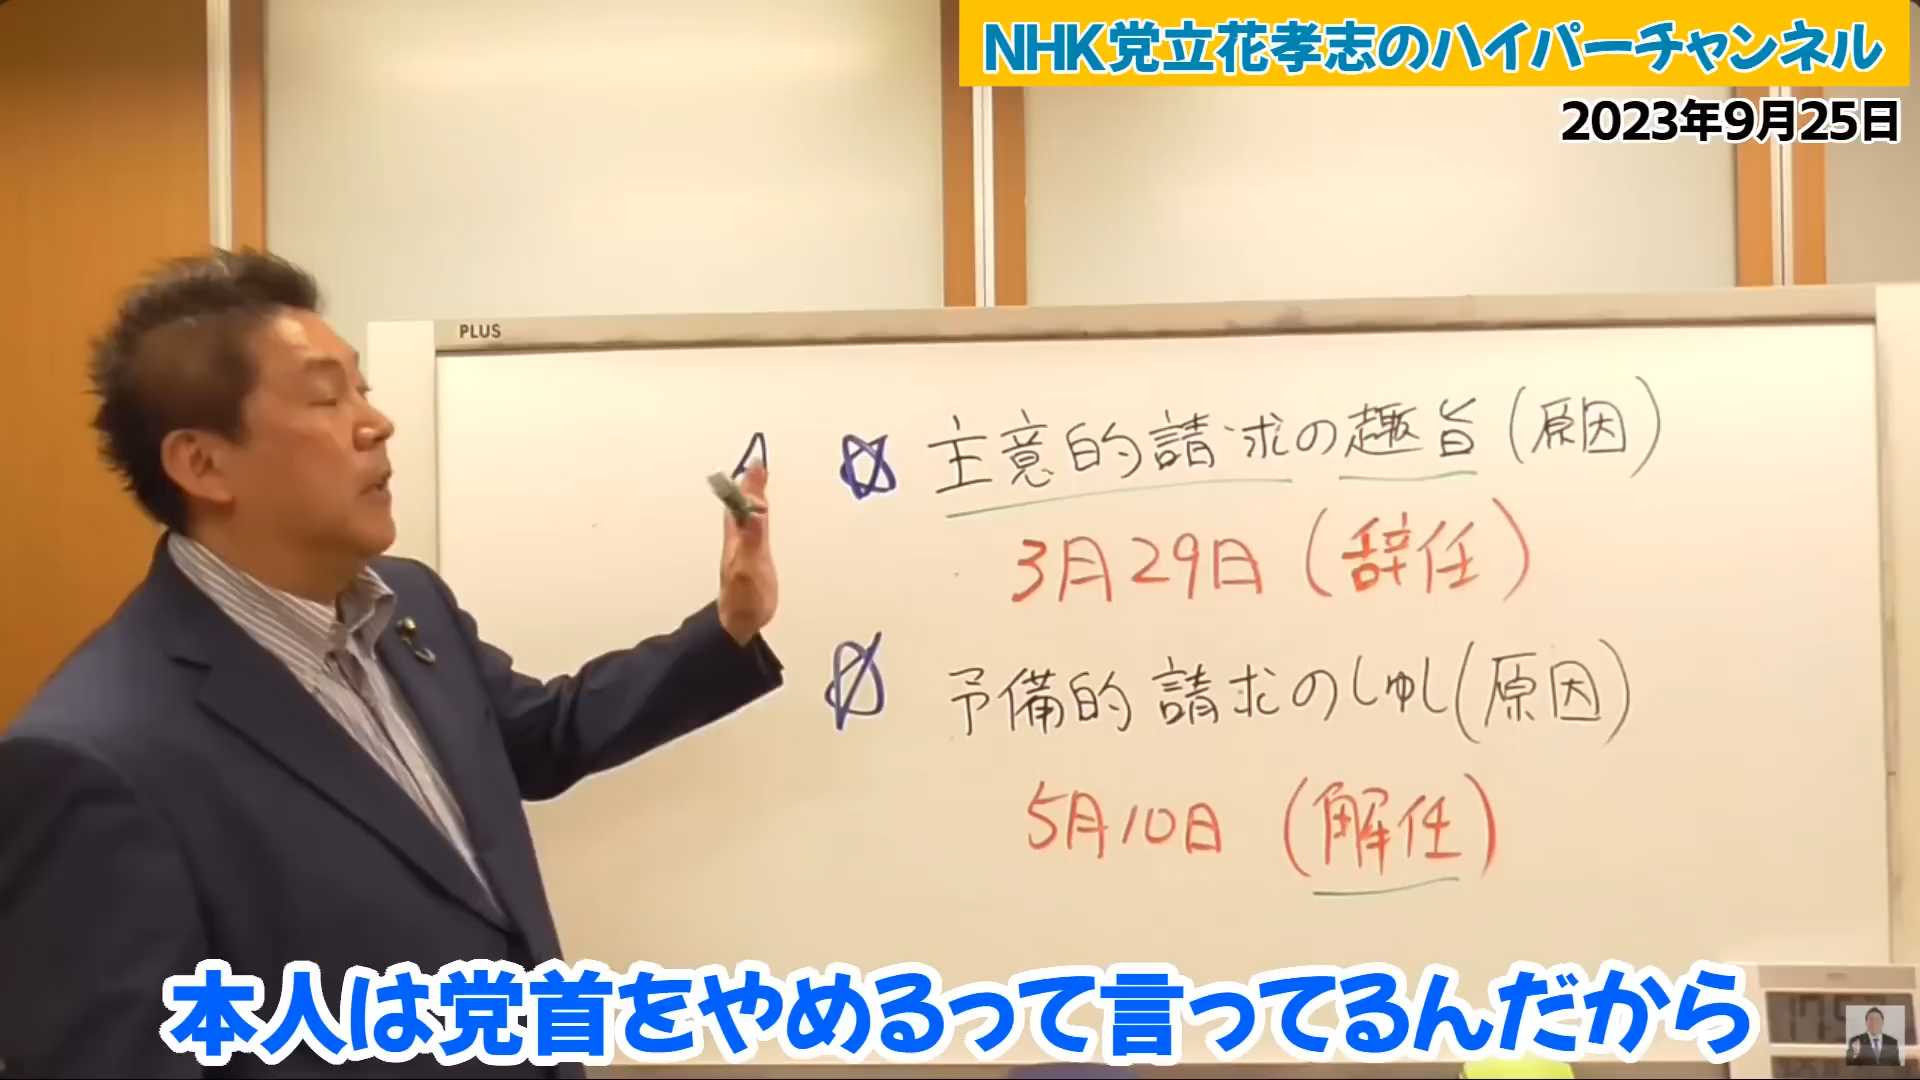 NHK党立花孝志のハイパーチャンネル
2023年9月25日
PLUS
主意的請求の趣旨(原因)
3月29日(辞任)
予備的請求のしゅし(原因)
5月10日(解任)
本人は党首をやめるって言ってるんだから